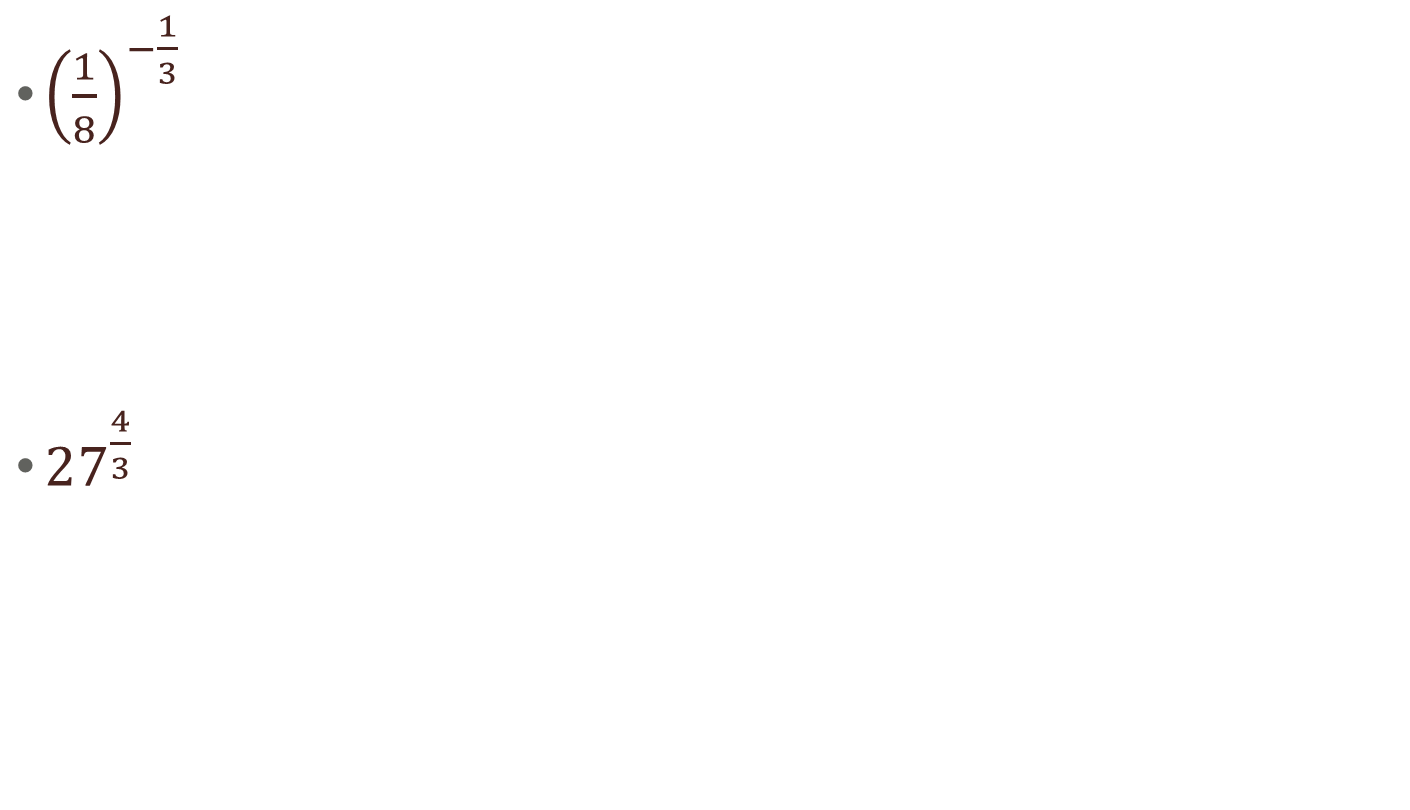 • (1/8)^(−1/3)
• 27^(4/3)